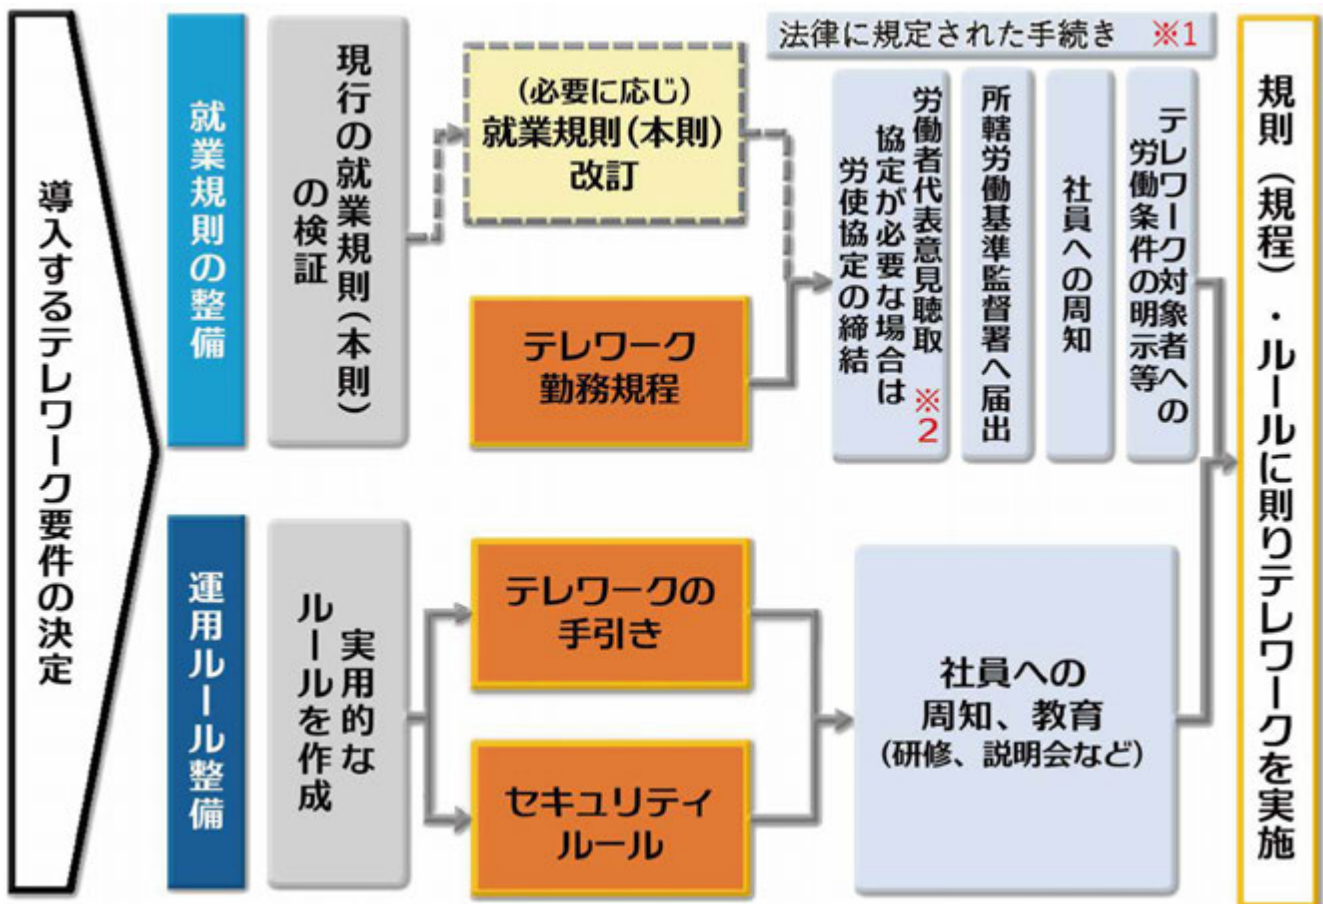 導入するテレワーク要件の決定
就業規則の整備
現行の就業規則(本則)
の検証
(必要に応じ)
就業規則(本則)
改訂
テレワーク
勤務規程
法律に規定された手続き ※1
労働者代表意見聴取 ※2
協定が必要な場合は
労使協定の締結
所轄労働基準監督署へ届出
社員への周知
テレワーク対象者への
労働条件の明示等
運用ルール整備
実用的な
ルールを作成
テレワークの
手引き
セキュリティ
ルール
社員への
周知、教育
(研修、説明会など)
規則(規程)・ルールに則りテレワークを実施